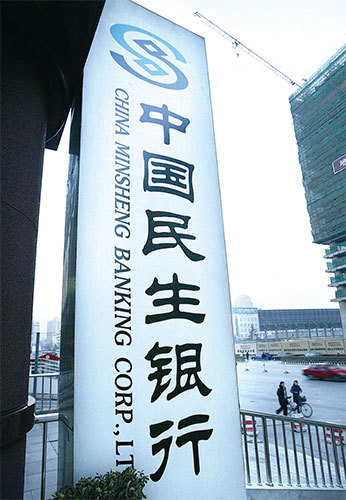 中国民生银行
CHINA MINSHENG BANKING CORP.,LT